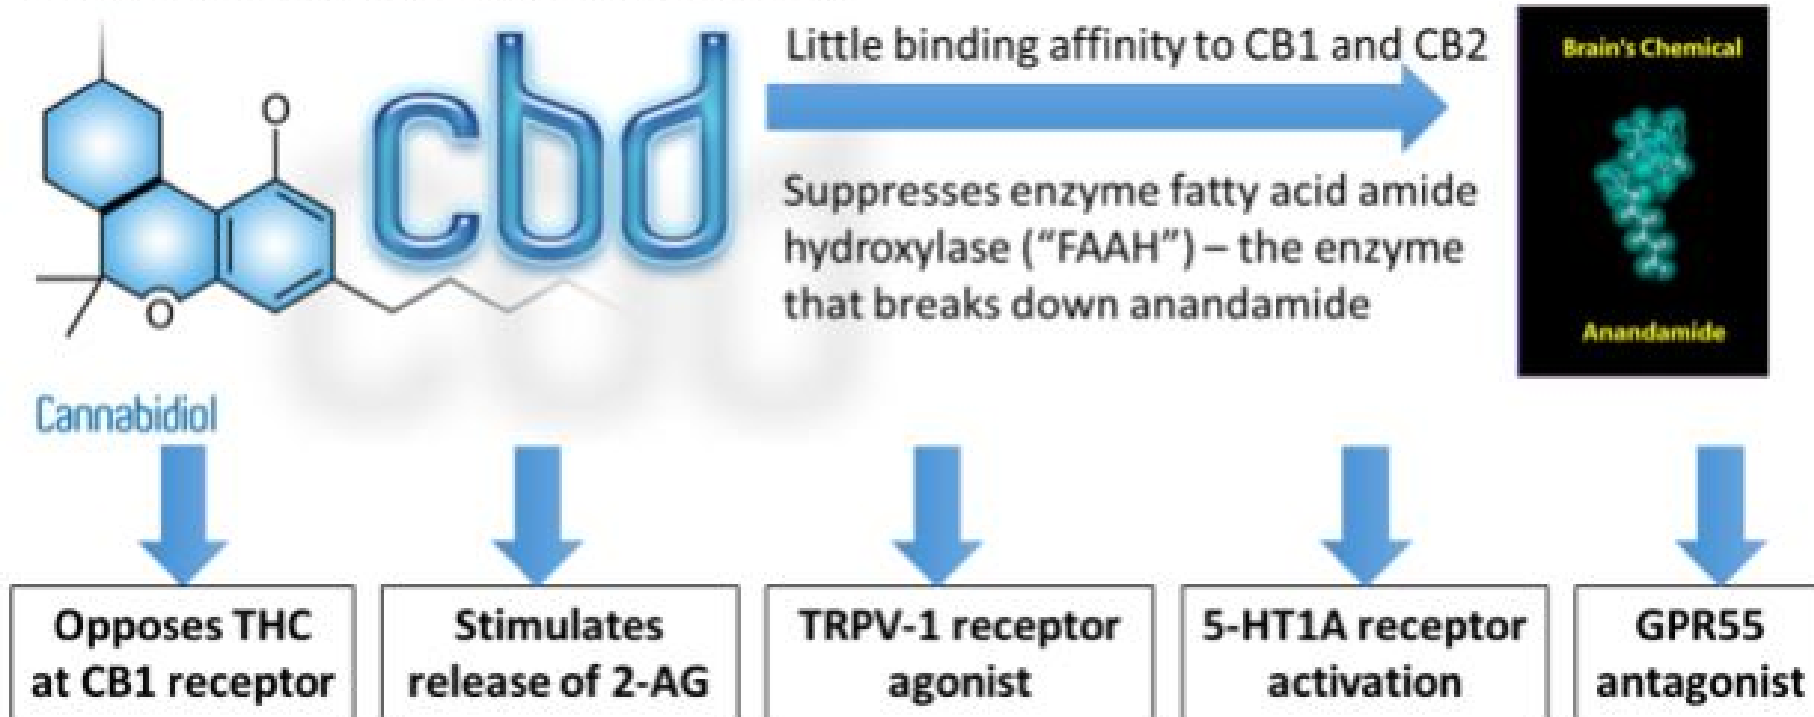 O
cbd
O
Cannabidiol
Little binding affinity to CB1 and CB2
Suppresses enzyme fatty acid amide
hydroxylase (“FAAH”) – the enzyme
that breaks down anandamide
Brain's Chemical
Anandamide
Opposes THC
at CB1 receptor
Stimulates
release of 2-AG
TRPV-1 receptor
agonist
5-HT1A receptor
activation
GPR55
antagonist